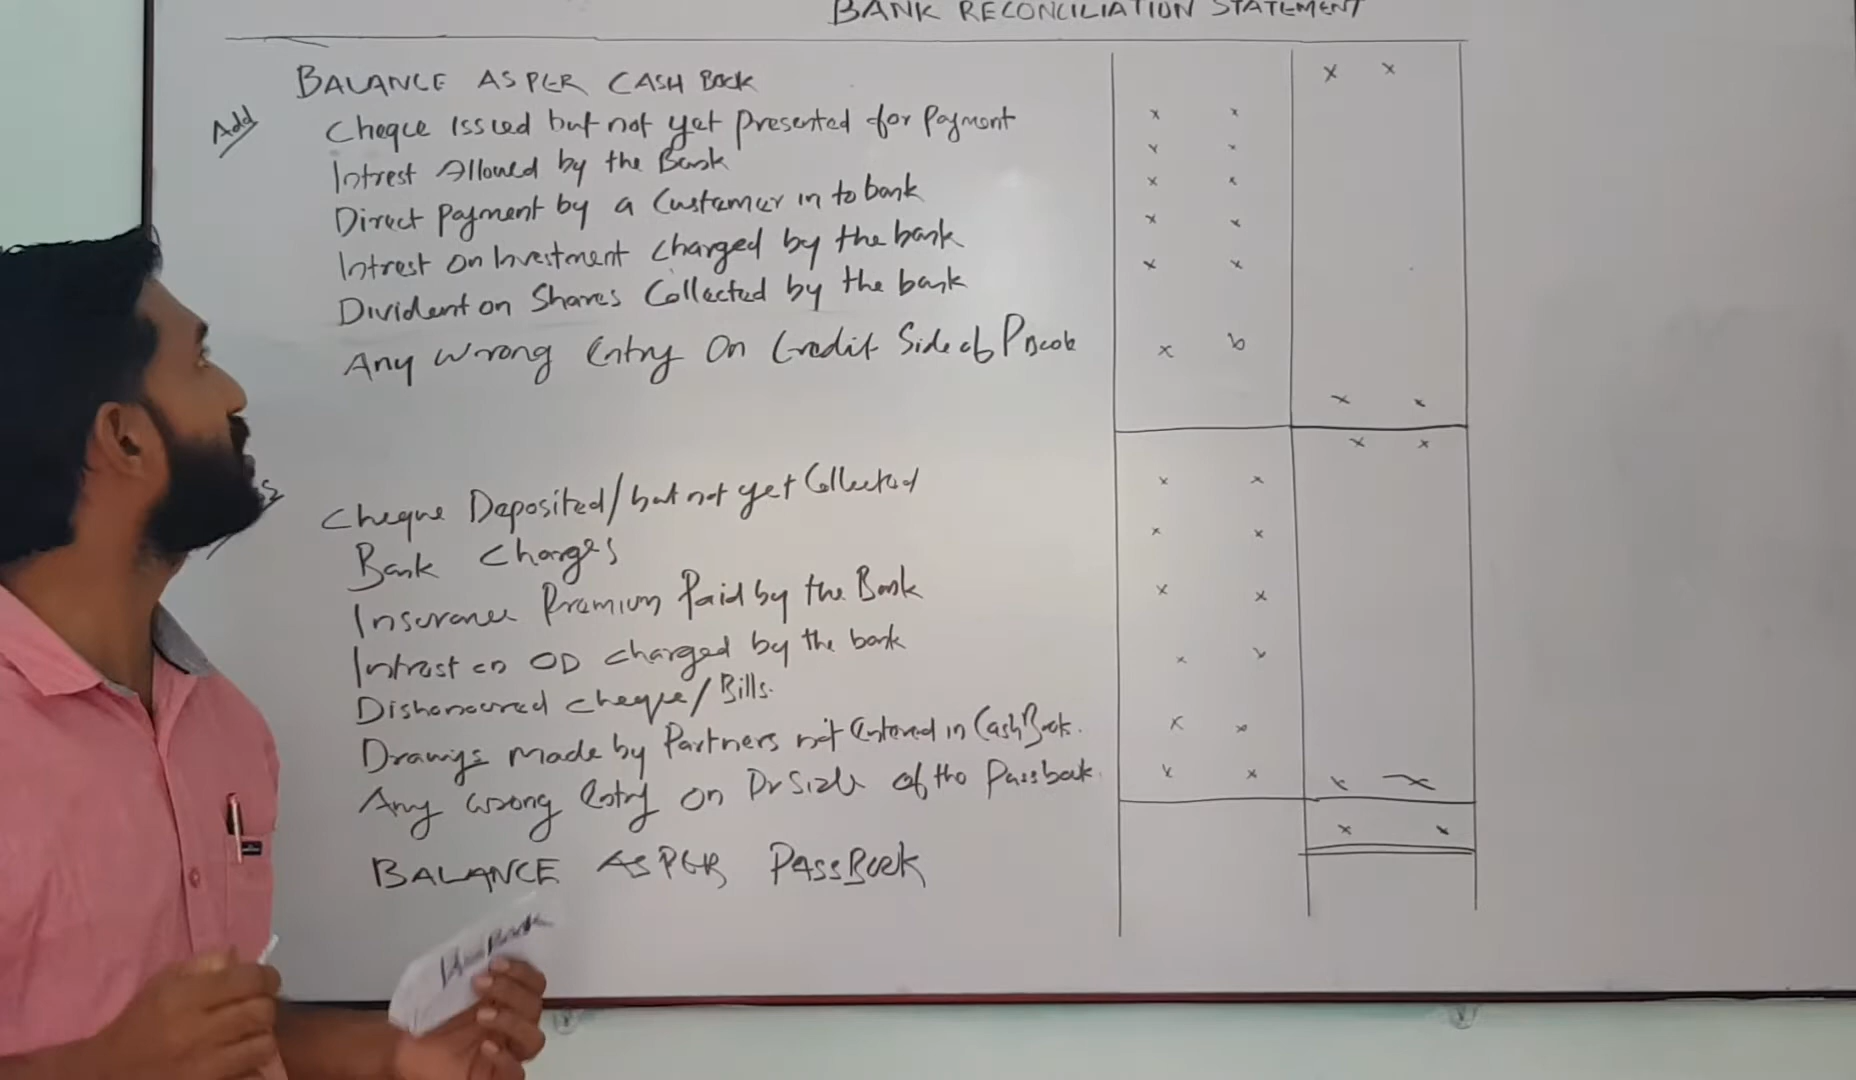 BANK RECONCILIATION STATEMENT
BALANCE AS PER CASH BOOK x x
Add
Cheque Issued but not yet presented for Payment x x
Intrest Allowed by the Bank x x
Direct Payment by a Customer in to bank x x
Intrest on Investment charged by the bank x x
Divident on Shares Collected by the bank x x
Any Wrong Entry On Credit Side of PBook x
x x
x x
Cheque Deposited/but not yet Collected x x
Bank Charges x x
Insurance Premium Paid by the Bank x x
Intrest on OD charged by the bank x x
Dishonoured cheque/Bills. x x
Drawigs made by Partners not Entered in CashBook. x x
Any wrong Entry on Dr Side of the Passbook. x x
BALANCE AS PER PASSBOOK x x